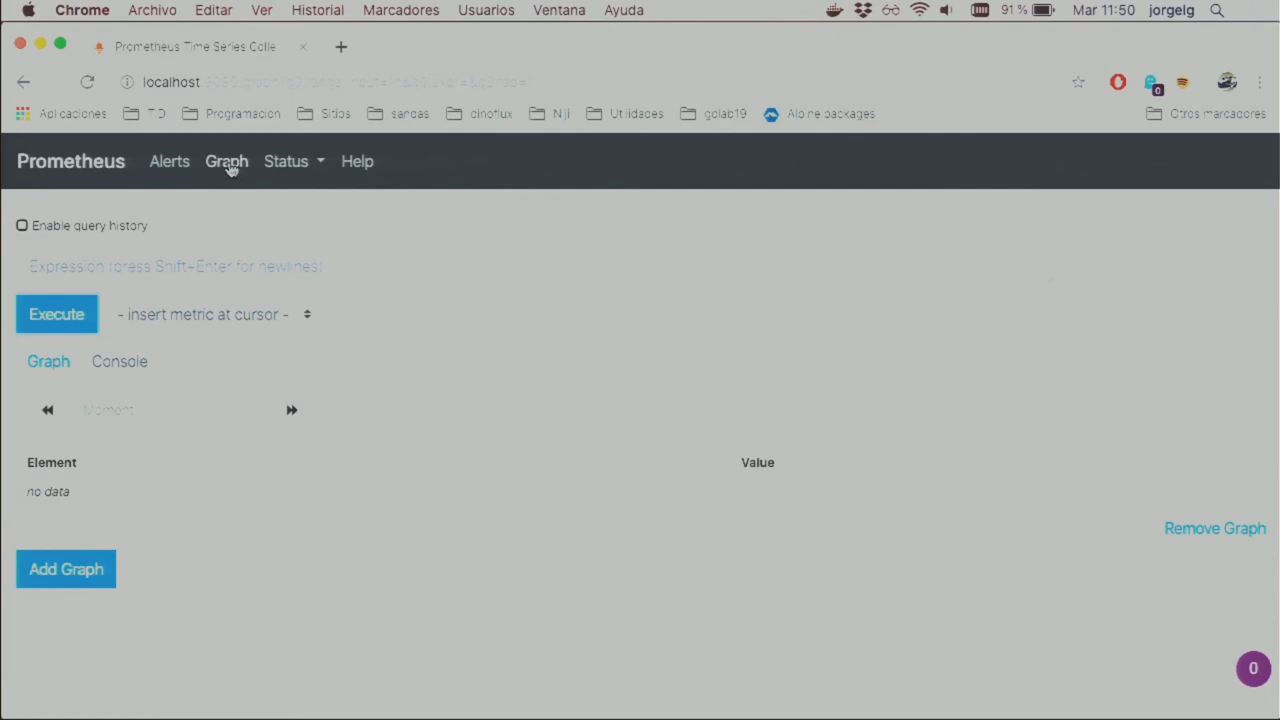 Chrome Archivo Editar Ver Historial Marcadores Usuarios Ventana Ayuda 91% Mar 11:50 jorgelg
Prometheus Time Series Colle
localhost
Aplicaciones Programación Sitios Utilidades golab19 Alpine packages Otros marcadores
Prometheus Alerts Graph Status Help
Enable query history
Expression (press Shift+Enter for newlines)
Execute - insert metric at cursor -
Graph Console
Moment
Element Value
no data
Remove Graph
Add Graph
0